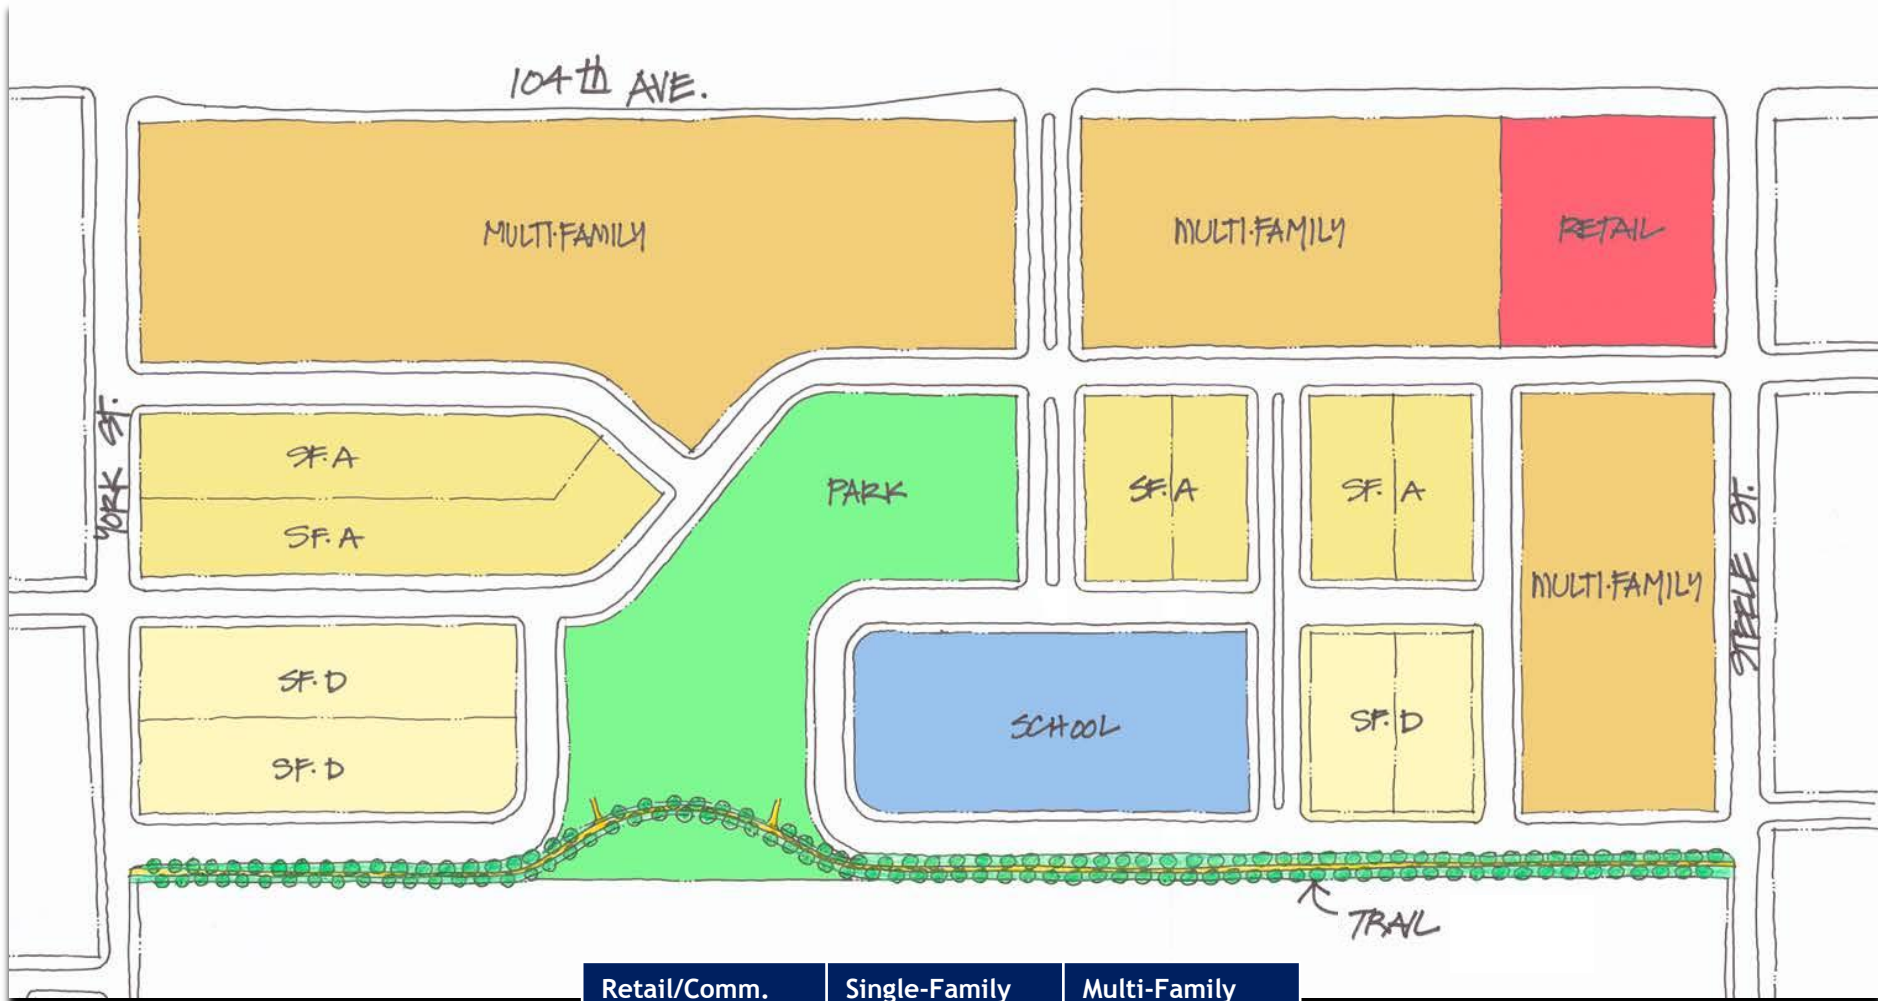 104th AVE.
MULTI·FAMILY
MULTI·FAMILY
RETAIL
YORK ST.
SF. A
SF. A
PARK
SF. A
SF. A
MULTI·FAMILY
STEELE ST.
SF. D
SF. D
SCHOOL
SF. D
TRAIL
Retail/Comm. Single-Family Multi-Family